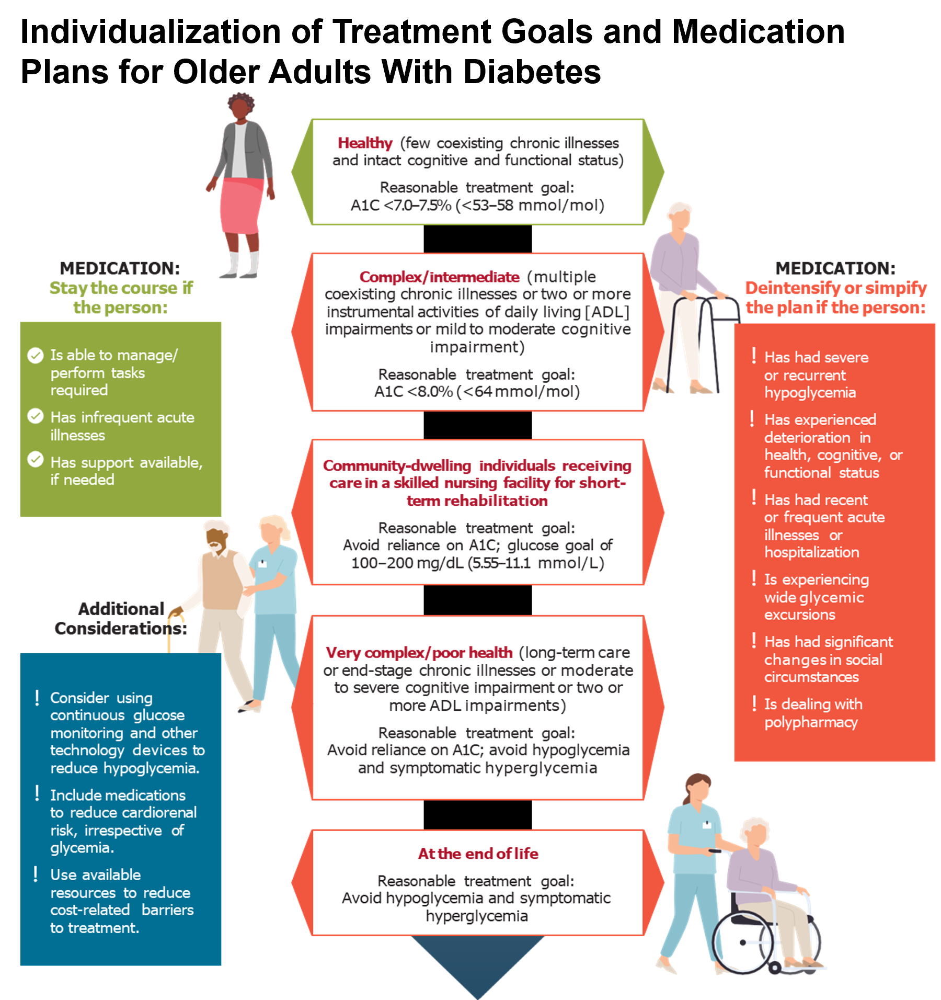 Individualization of Treatment Goals and Medication
Plans for Older Adults With Diabetes
Healthy (few coexisting chronic illnesses
and intact cognitive and functional status)
Reasonable treatment goal:
A1C <7.0–7.5% (<53–58 mmol/mol)
Complex/intermediate (multiple
coexisting chronic illnesses or two or more
instrumental activities of daily living [ADL]
impairments or mild to moderate cognitive
impairment)
Reasonable treatment goal:
A1C <8.0% (<64 mmol/mol)
Community-dwelling individuals receiving
care in a skilled nursing facility for short-
term rehabilitation
Reasonable treatment goal:
Avoid reliance on A1C; glucose goal of
100–200 mg/dL (5.55–11.1 mmol/L)
Very complex/poor health (long-term care
or end-stage chronic illnesses or moderate
to severe cognitive impairment or two or
more ADL impairments)
Reasonable treatment goal:
Avoid reliance on A1C; avoid hypoglycemia
and symptomatic hyperglycemia
At the end of life
Reasonable treatment goal:
Avoid hypoglycemia and symptomatic
hyperglycemia
MEDICATION:
Stay the course if
the person:
Is able to manage/
perform tasks
required
Has infrequent acute
illnesses
Has support available,
if needed
Additional
Considerations:
! Consider using
continuous glucose
monitoring and other
technology devices to
reduce hypoglycemia.
! Include medications
to reduce cardiorenal
risk, irrespective of
glycemia.
! Use available
resources to reduce
cost-related barriers
to treatment.
MEDICATION:
Deintensify or simpify
the plan if the person:
! Has had severe
or recurrent
hypoglycemia
! Has experienced
deterioration in
health, cognitive, or
functional status
! Has had recent
or frequent acute
illnesses or
hospitalization
! Is experiencing
wide glycemic
excursions
! Has had significant
changes in social
circumstances
! Is dealing with
polypharmacy